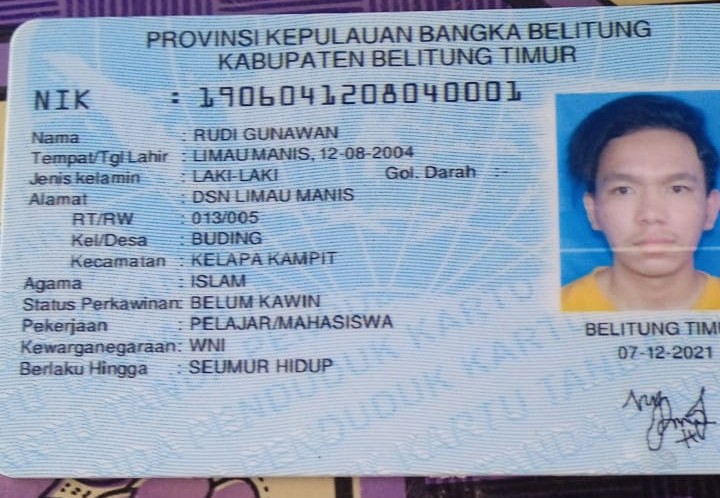 PROVINSI KEPULAUAN BANGKA BELITUNG
KABUPATEN BELITUNG TIMUR
NIK : 1906041208040001
Nama : RUDI GUNAWAN
Tempat/Tgl Lahir : LIMAU MANIS, 12-08-2004
Jenis kelamin : LAKI-LAKI Gol. Darah :-
Alamat : DSN LIMAU MANIS
RT/RW : 013/005
Kel/Desa : BUDING
Kecamatan : KELAPA KAMPIT
Agama : ISLAM
Status Perkawinan: BELUM KAWIN
Pekerjaan : PELAJAR/MAHASISWA
Kewarganegaraan: WNI
Berlaku Hingga : SEUMUR HIDUP
BELITUNG TIMU
07-12-2021